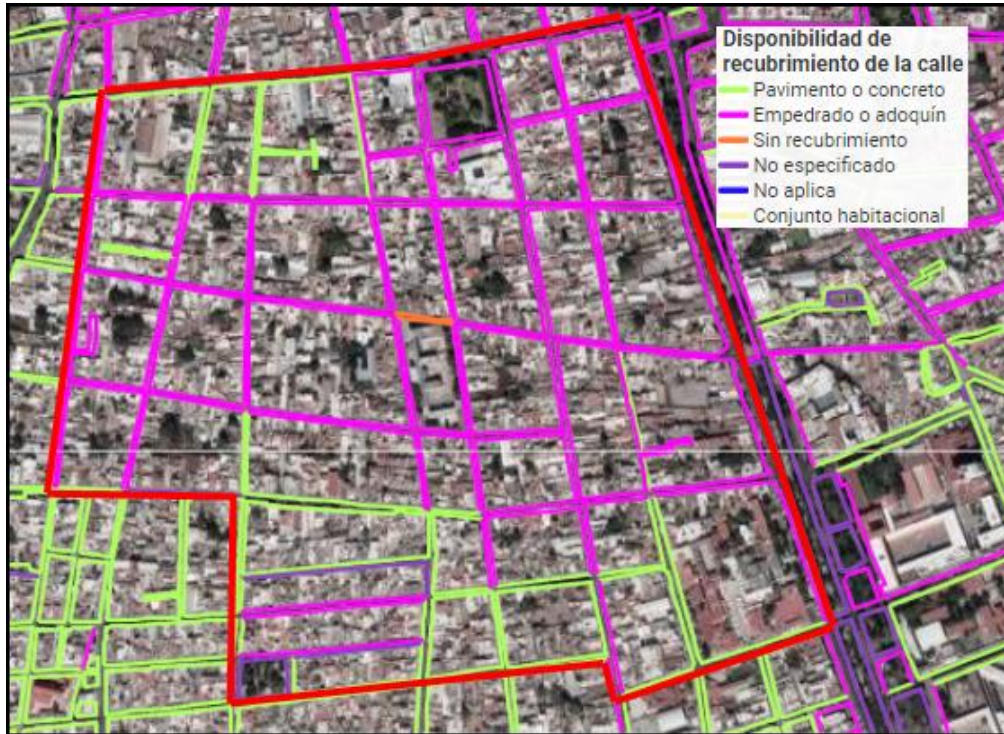 Disponibilidad de
recubrimiento de la calle
Pavimento o concreto
Empedrado o adoquín
Sin recubrimiento
No especificado
No aplica
Conjunto habitacional